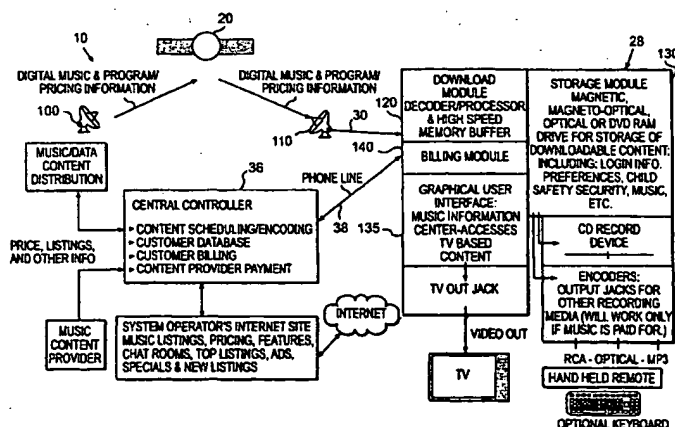 10
20
DIGITAL MUSIC & PROGRAM/
PRICING INFORMATION
100
DIGITAL MUSIC & PROGRAM/
PRICING INFORMATION
110
30
MUSIC/DATA
CONTENT
DISTRIBUTION
36
CENTRAL CONTROLLER
CONTENT SCHEDULING/ENCODING
CUSTOMER DATABASE
CUSTOMER BILLING
CONTENT PROVIDER PAYMENT
PRICE, LISTINGS,
AND OTHER INFO
MUSIC
CONTENT
PROVIDER
SYSTEM OPERATOR'S INTERNET SITE
MUSIC LISTINGS, PRICING, FEATURES,
CHAT ROOMS, TOP LISTINGS, ADS,
SPECIALS & NEW LISTINGS
INTERNET
PHONE LINE
38
120
DOWNLOAD
MODULE
DECODER/PROCESSOR
& HIGH SPEED
MEMORY BUFFER
140
BILLING MODULE
135
GRAPHICAL USER
INTERFACE:
MUSIC INFORMATION
CENTER-ACCESSES
TV BASED
CONTENT
TV OUT JACK
VIDEO OUT
TV
28
130
STORAGE MODULE
MAGNETIC,
MAGNETO-OPTICAL,
OPTICAL OR DVD RAM
DRIVE FOR STORAGE OF
DOWNLOADABLE CONTENT;
INCLUDING: LOGIN INFO.
PREFERENCES, CHILD
SAFETY SECURITY, MUSIC,
ETC.
CD RECORD
DEVICE
ENCODERS:
OUTPUT JACKS FOR
OTHER RECORDING
MEDIA (WILL WORK ONLY
IF MUSIC IS PAID FOR.)
RCA - OPTICAL - MP3
HAND HELD REMOTE
OPTIONAL KEYBOARD